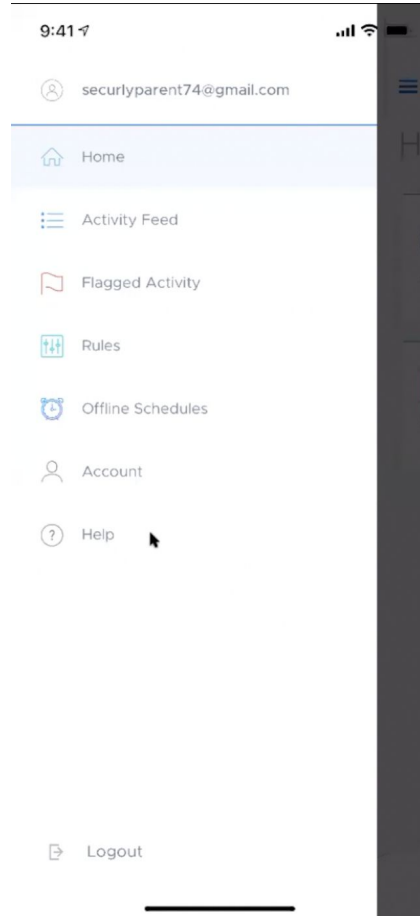 9:41
securlyparent74@gmail.com
Home
Activity Feed
Flagged Activity
Rules
Offline Schedules
Account
? Help
Logout
H